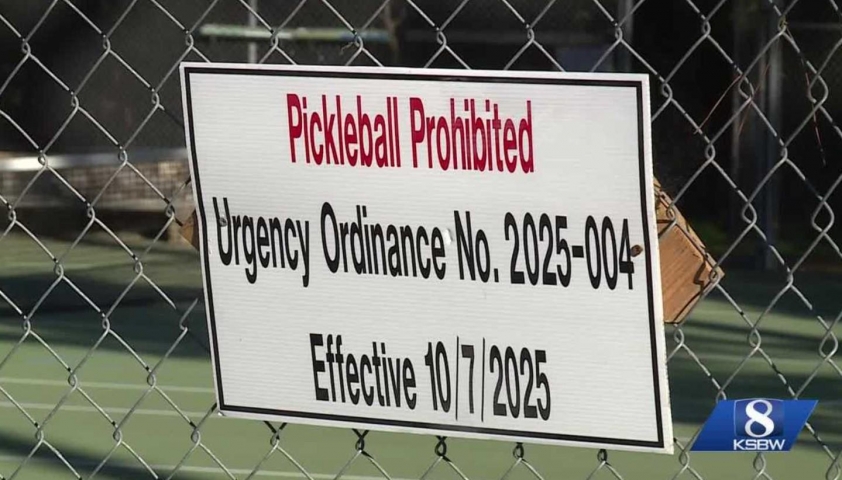 Pickleball Prohibited
Urgency Ordinance No. 2025-004
Effective 10/7/2025
8
KSBW